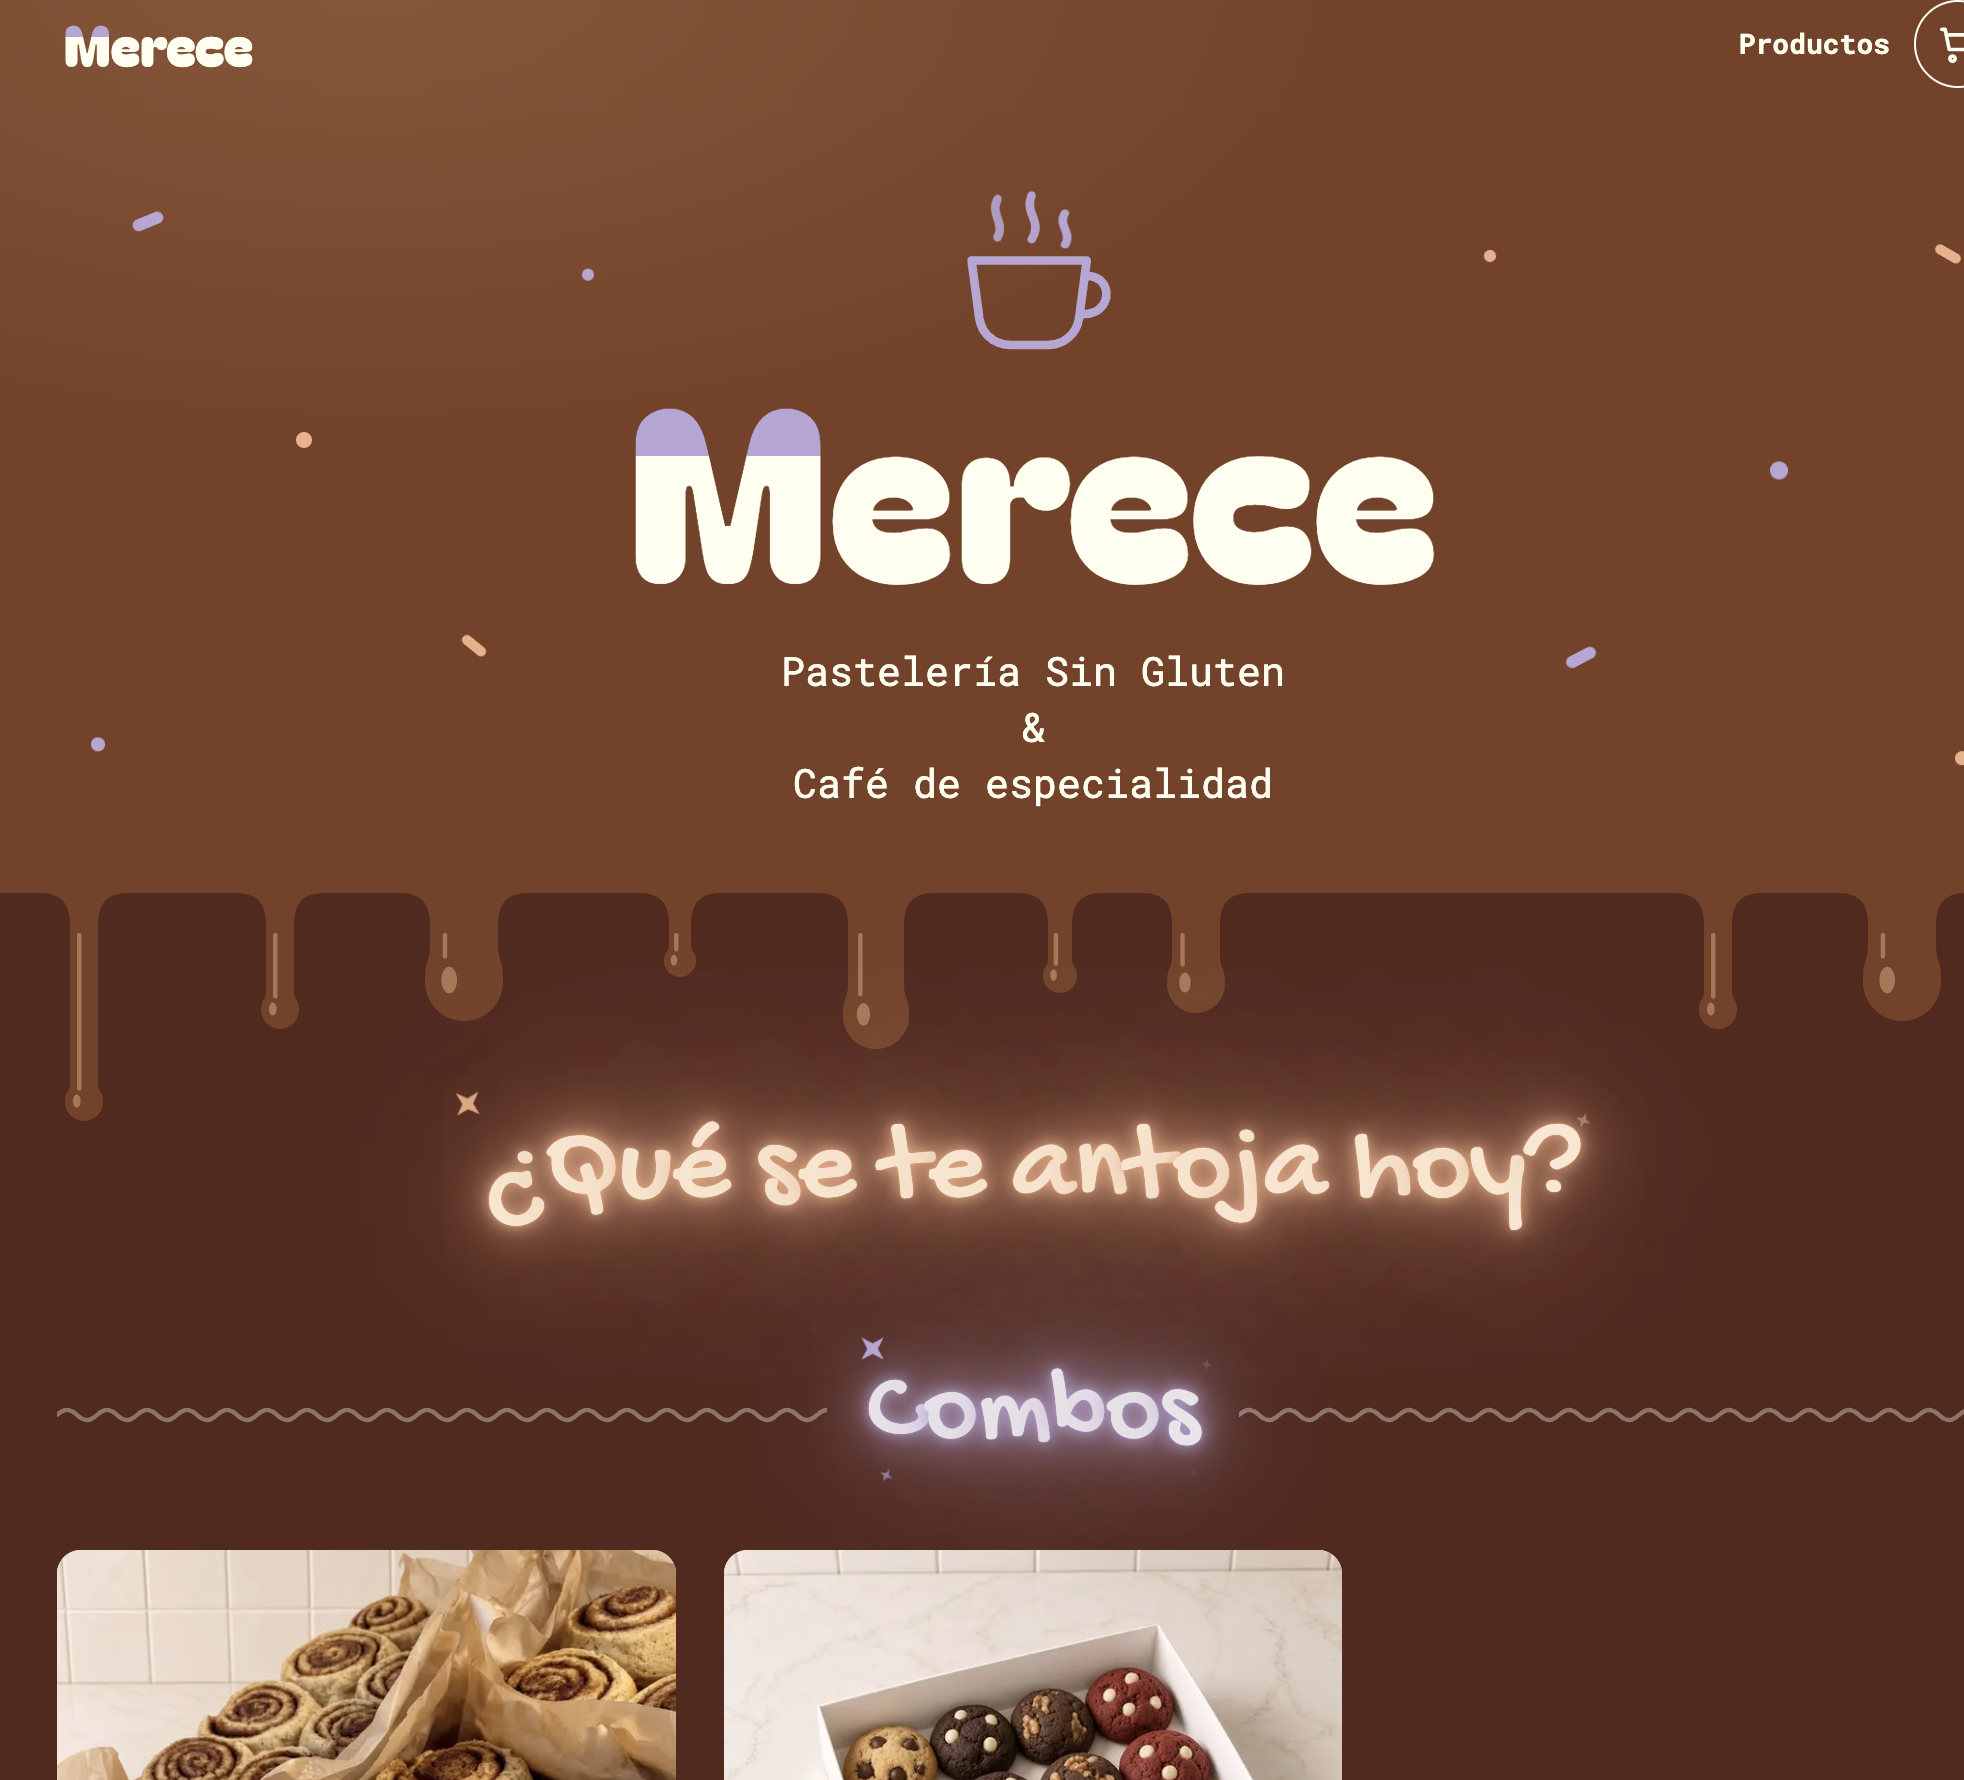 Merece
Productos
Merece
Pastelería Sin Gluten
&
Café de especialidad
¿Qué se te antoja hoy?
Combos